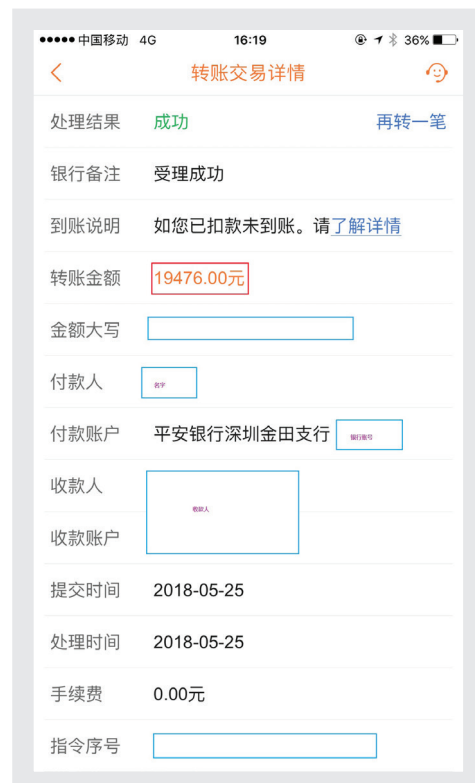 中国移动 4G 16:19 36%
转账交易详情
处理结果 成功 再转一笔
银行备注 受理成功
到账说明 如您已扣款未到账。请了解详情
转账金额 19476.00元
金额大写
付款人 名字
付款账户 平安银行深圳金田支行 银行账号
收款人
收款人
收款账户
提交时间 2018-05-25
处理时间 2018-05-25
手续费 0.00元
指令序号